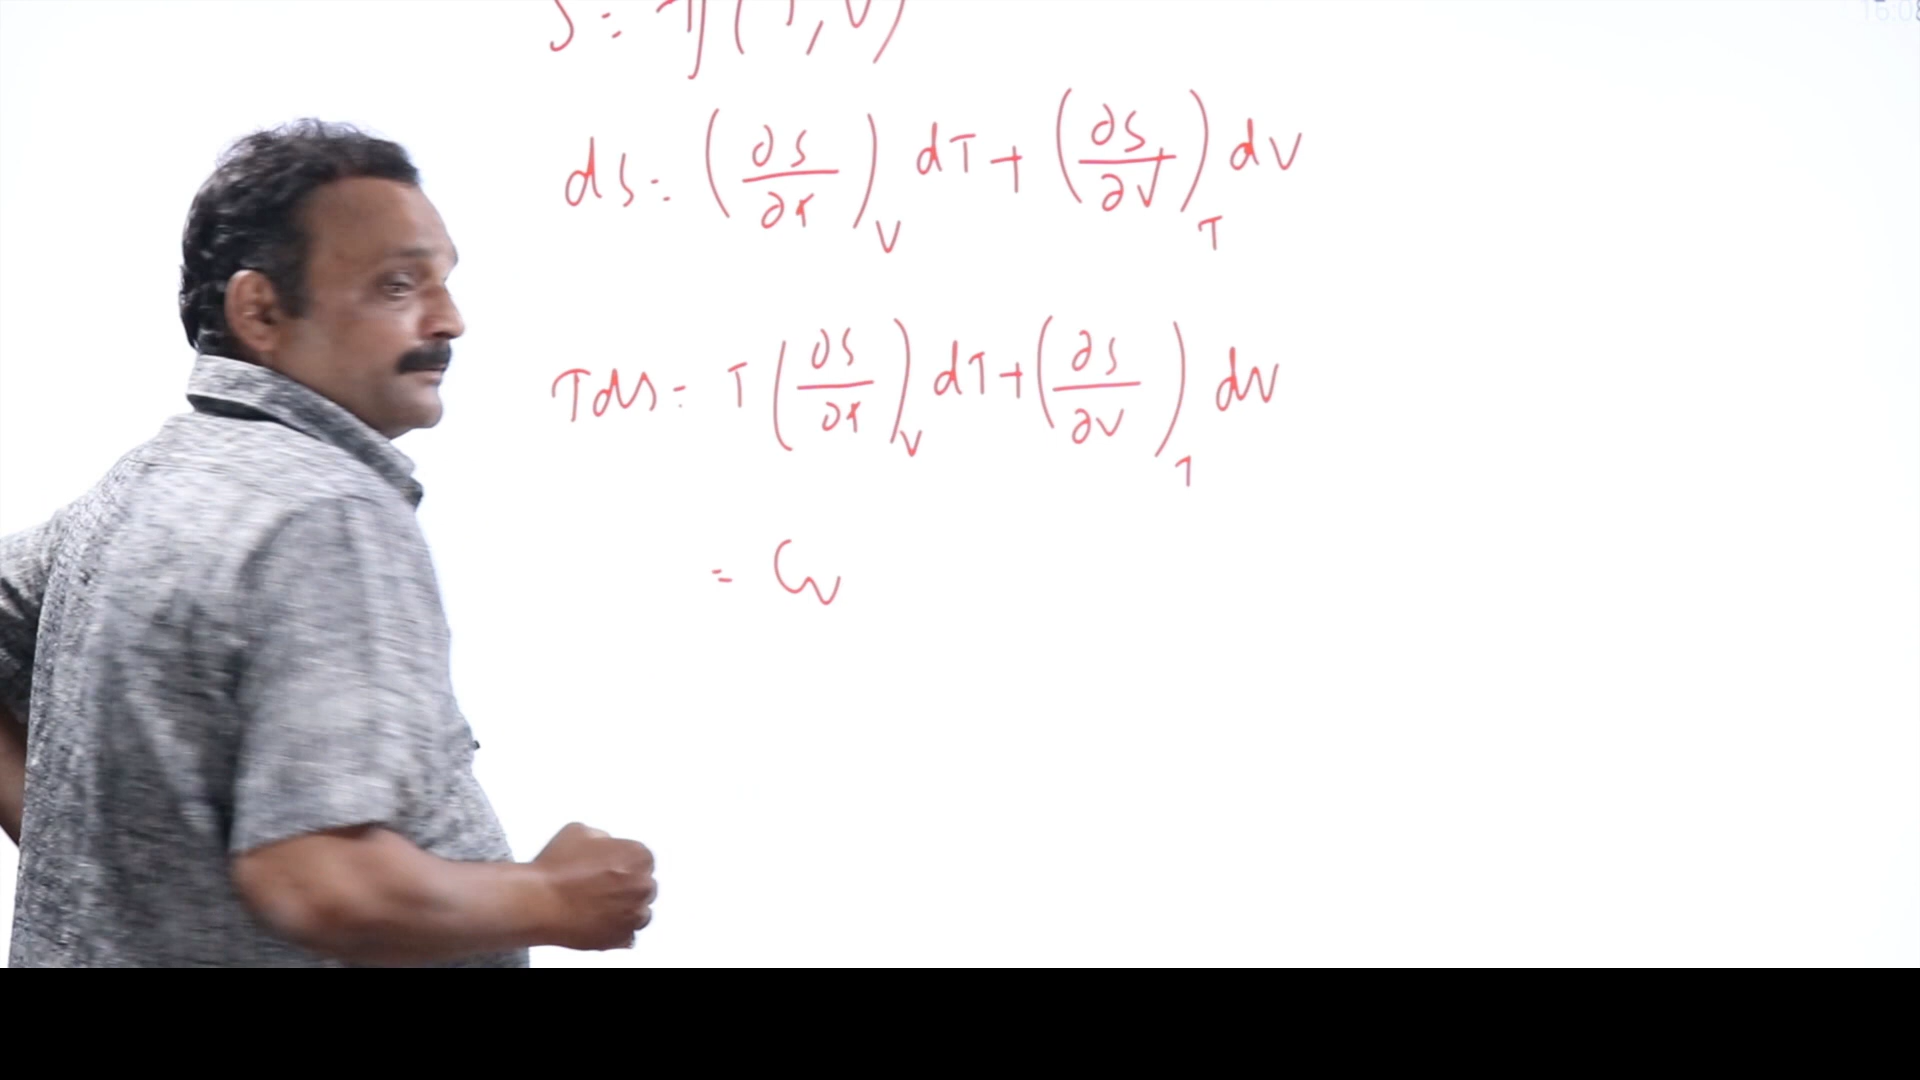 S = f(T, V)
dS = (∂S/∂T)_V dT + (∂S/∂V)_T dV
TdS = T (∂S/∂T)_V dT + (∂S/∂V)_T dV
= C_V